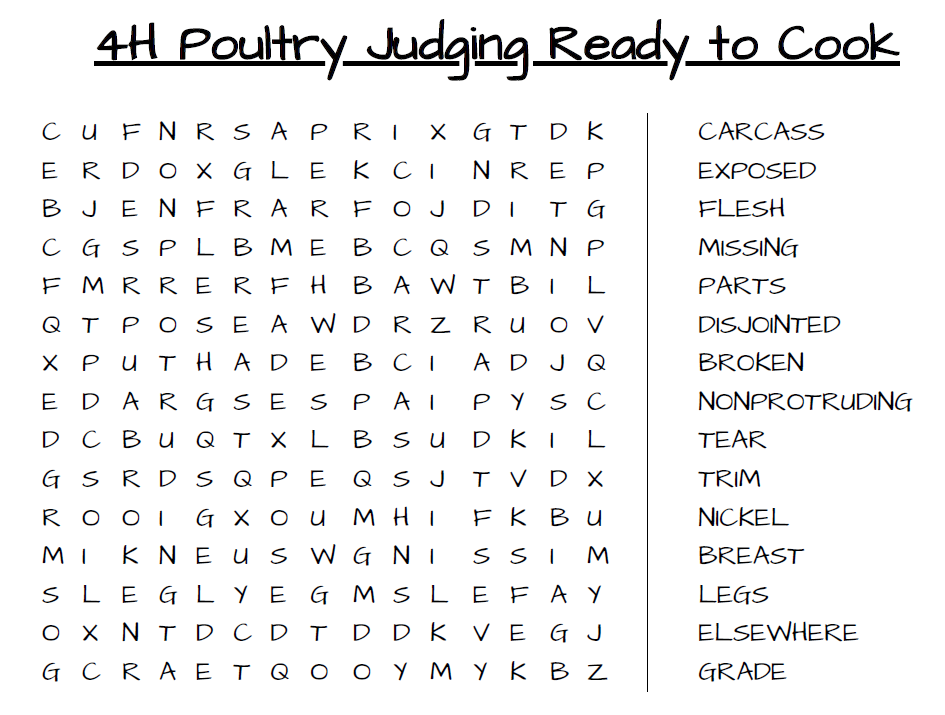 4H Poultry Judging Ready to Cook
C U F N R S A P R I X G T D K CARCASS
E R D O X G L E K C I N R E P EXPOSED
B J E N F R A R F O J D I T G FLESH
C G S P L B M E B C Q S M N P MISSING
F M R R E R F H B A W T B I L PARTS
Q T P O S E A W D R Z R U O V DISJOINTED
X P U T H A D E B C I A D J Q BROKEN
E D A R G S E S P A I P Y S C NONPROTRUDING
D C B U Q T X L B S U D K I L TEAR
G S R D S Q P E Q S J T V D X TRIM
R O O I G X O U M H I F K B U NICKEL
M I K N E U S W G N I S S I M BREAST
S L E G L Y E G M S L E F A Y LEGS
O X N T D C D T D D K V E G J ELSEWHERE
G C R A E T Q O O Y M Y K B Z GRADE